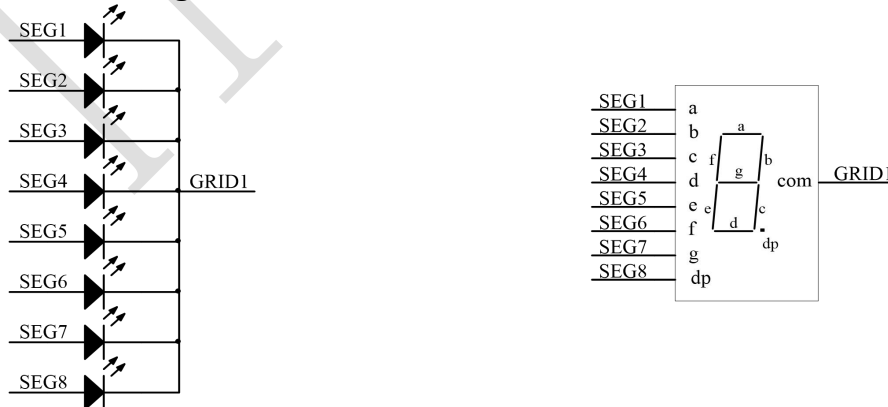 SEG1
SEG2
SEG3
SEG4
GRID1
SEG5
SEG6
SEG7
SEG8
SEG1
a
SEG2
b
a
SEG3
c
f
b
SEG4
d
g
com
GRID1
SEG5
e
e
c
SEG6
f
d
dp
SEG7
g
SEG8
dp